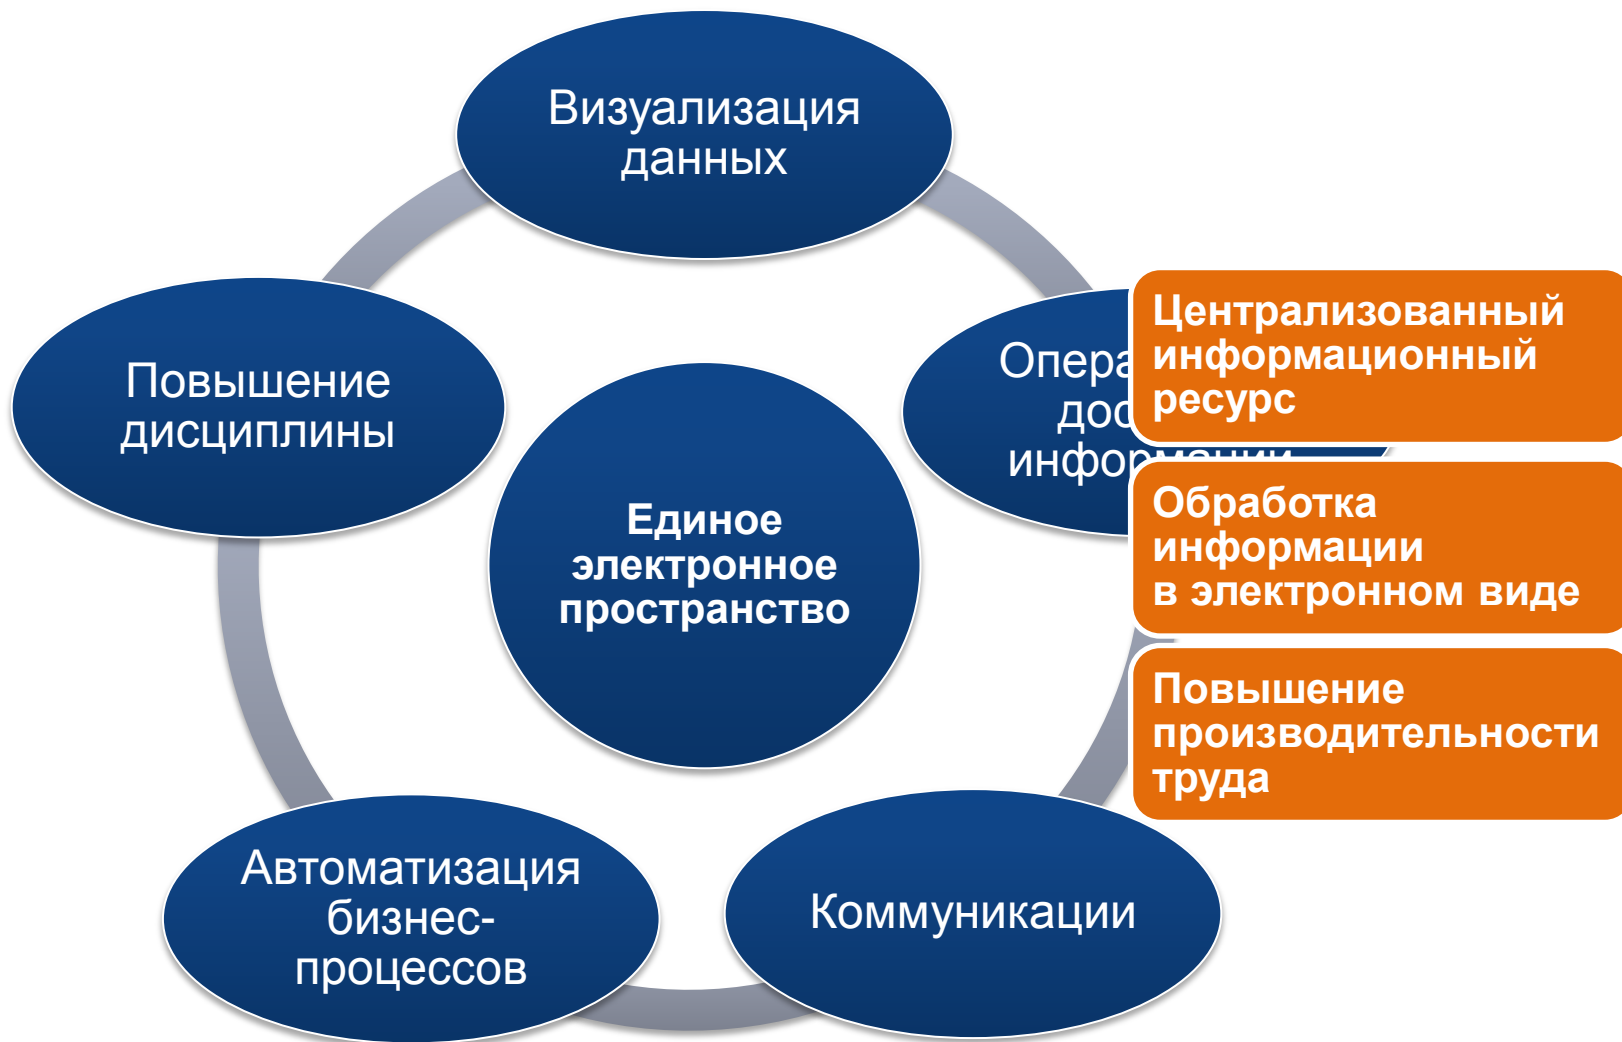 Визуализация
данных
Повышение
дисциплины
Единое
электронное
пространство
информации
Централизованный
информационный
ресурс
Обработка
информации
в электронном виде
Повышение
производительности
труда
Автоматизация
бизнес-
процессов
Коммуникации